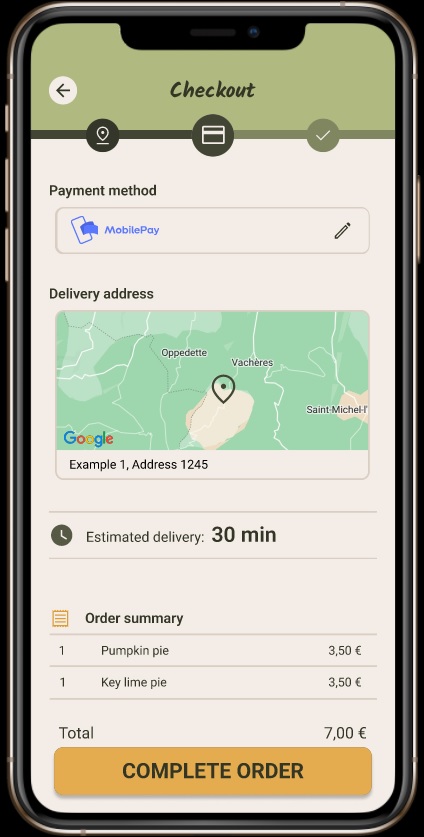 Checkout
Payment method
MobilePay
Delivery address
Oppedette
Vachères
Saint-Michel-l'
Google
Example 1, Address 1245
Estimated delivery: 30 min
Order summary
1 Pumpkin pie 3,50 €
1 Key lime pie 3,50 €
Total 7,00 €
COMPLETE ORDER